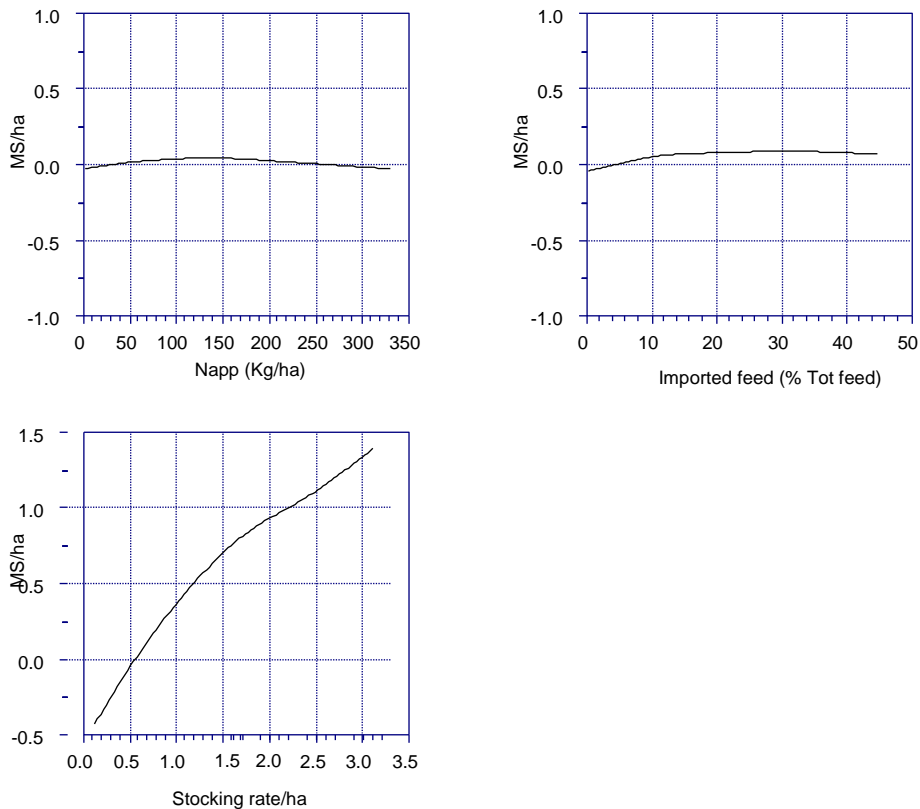 1.0
0.5
0.0
-0.5
-1.0
MS/ha
0 50 100 150 200 250 300 350
Napp (Kg/ha)
1.0
0.5
0.0
-0.5
-1.0
MS/ha
0 10 20 30 40 50
Imported feed (% Tot feed)
1.5
1.0
0.5
0.0
-0.5
MS/ha
0.0 0.5 1.0 1.5 2.0 2.5 3.0 3.5
Stocking rate/ha